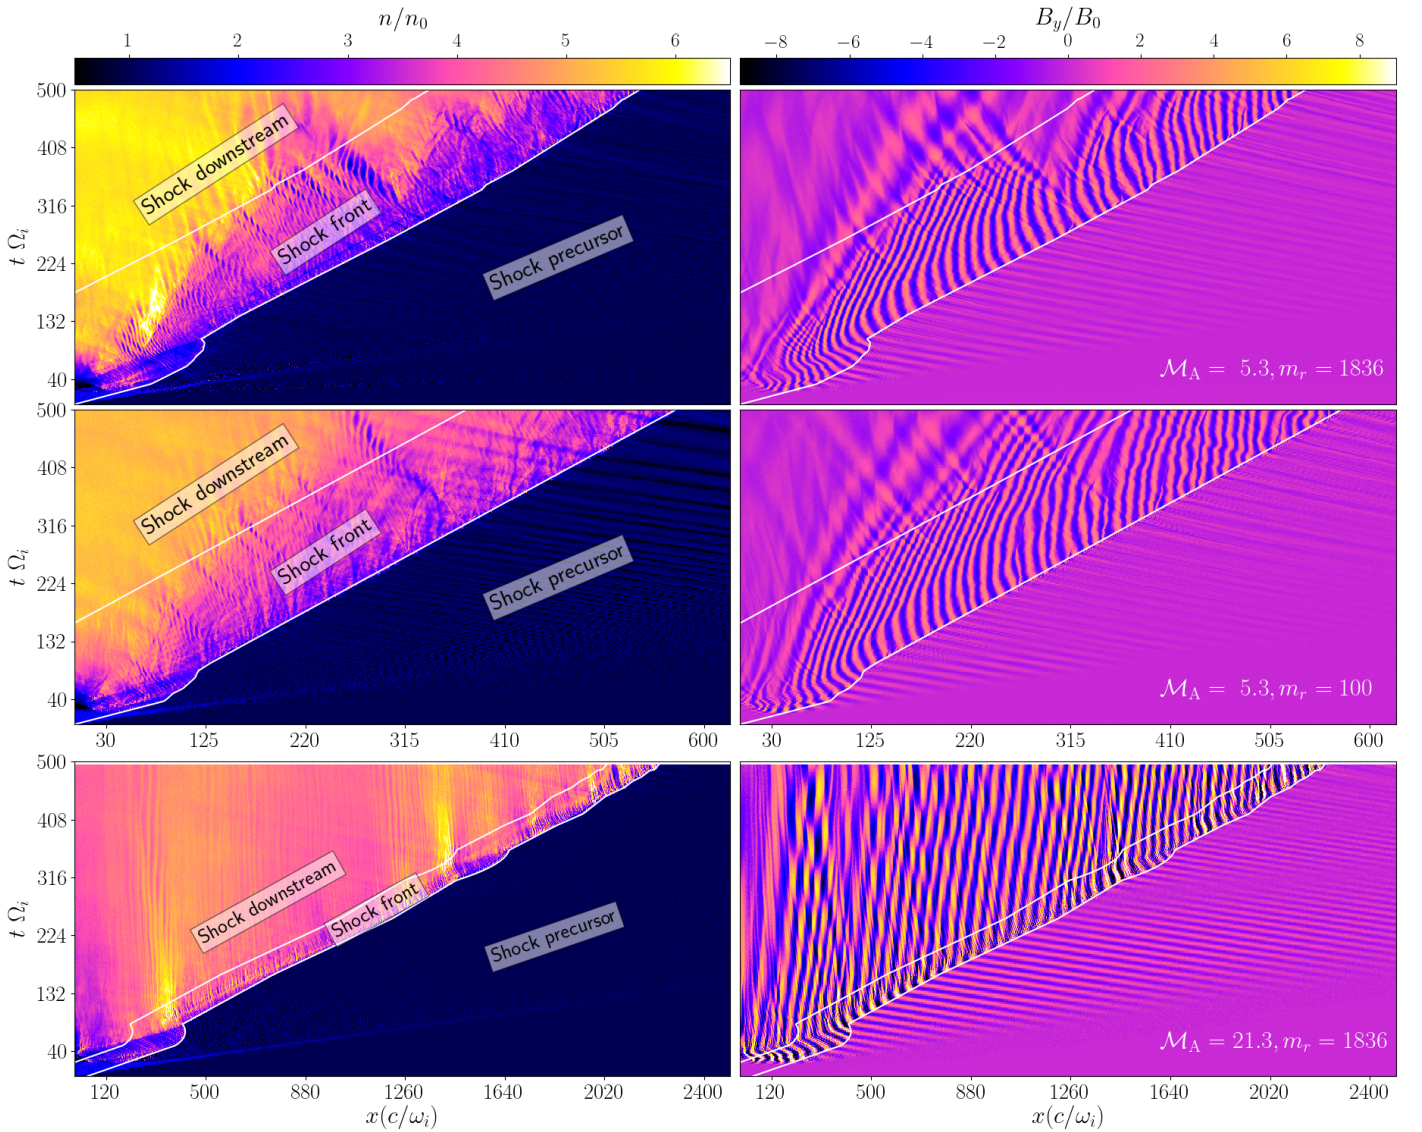 n/n₀
1 2 3 4 5 6
B_y/B₀
−8 −6 −4 −2 0 2 4 6 8
t Ω_i
500
408
316
224
132
40
Shock downstream
Shock front
Shock precursor
ℳ_A = 5.3, m_r = 1836
t Ω_i
500
408
316
224
132
40
Shock downstream
Shock front
Shock precursor
ℳ_A = 5.3, m_r = 100
30 125 220 315 410 505 600
30 125 220 315 410 505 600
t Ω_i
500
408
316
224
132
40
Shock downstream
Shock front
Shock precursor
ℳ_A = 21.3, m_r = 1836
120 500 880 1260 1640 2020 2400
120 500 880 1260 1640 2020 2400
x(c/ω_i)
x(c/ω_i)